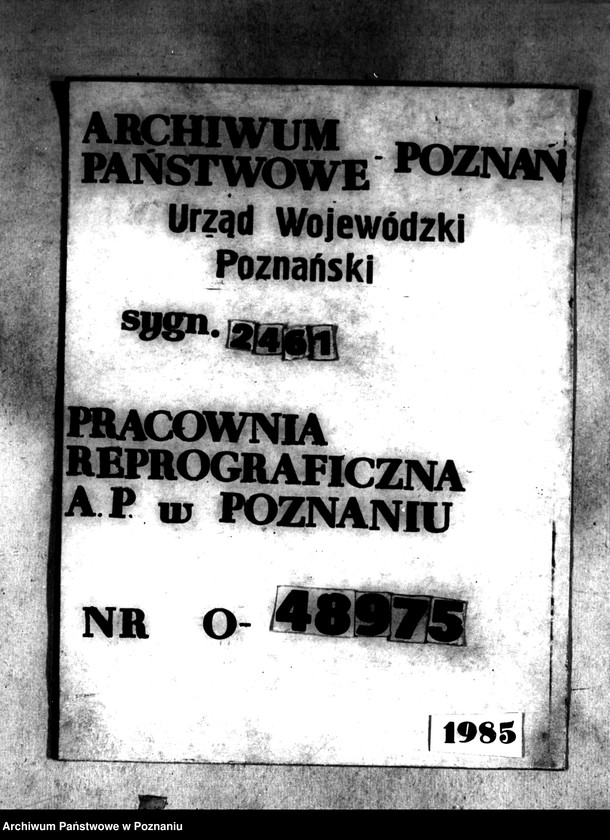 ARCHIWUM
PAŃSTWOWE - POZNAŃ
Urząd Wojewódzki
Poznański
sygn. 2461
PRACOWNIA
REPROGRAFICZNA
A.P. w POZNANIU
NR O- 48975
1985
Archiwum Państwowe w Poznaniu